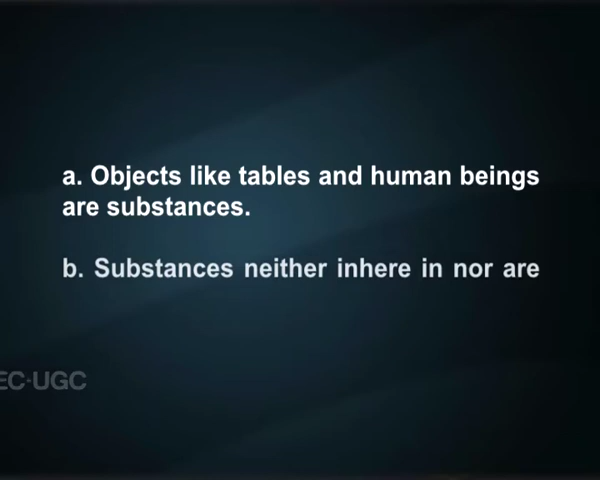 a. Objects like tables and human beings
are substances.
b. Substances neither inhere in nor are
EC-UGC